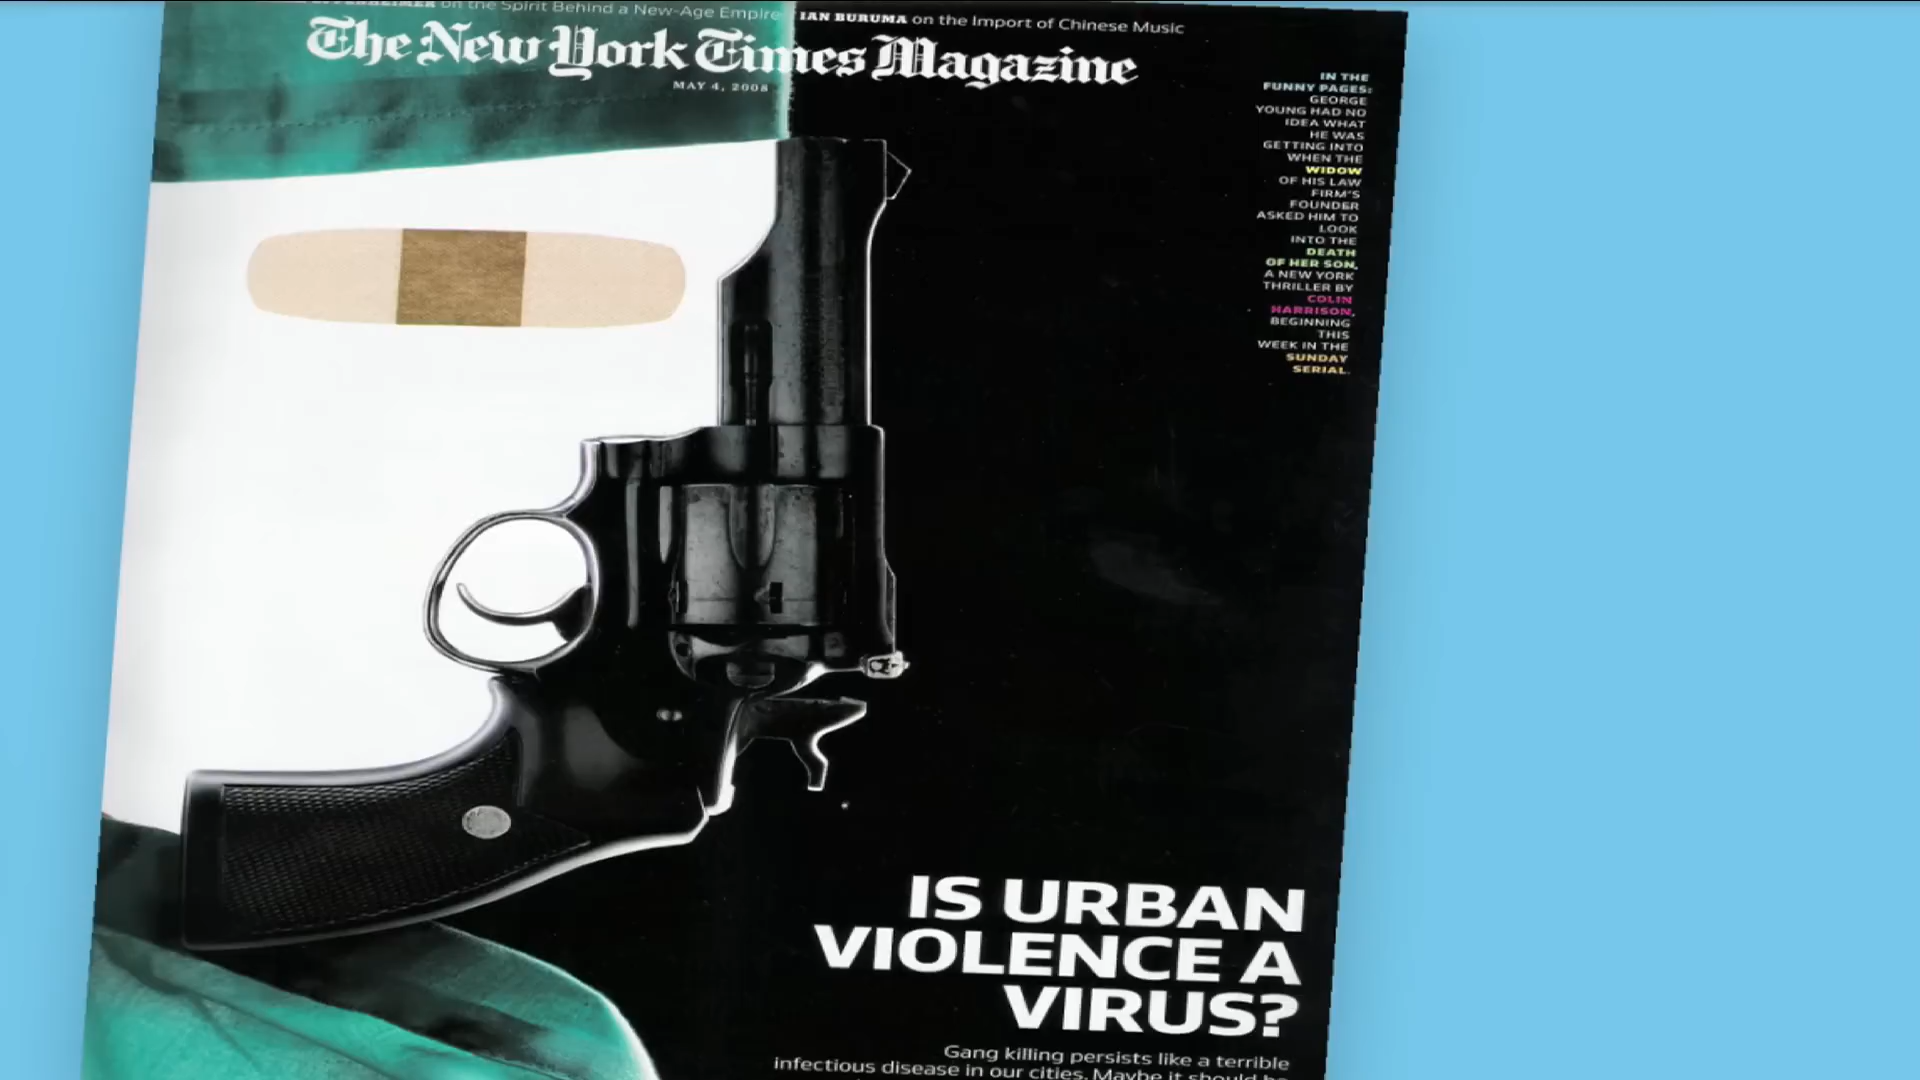 on the Spirit Behind a New-Age Empire
IAN BURUMA on the Import of Chinese Music
The New York Times Magazine
MAY 4, 2008
IN THE
FUNNY PAGES:
GEORGE
YOUNG HAD NO
IDEA WHAT
HE WAS
GETTING INTO
WHEN THE
WIDOW
OF HIS LAW
FIRM'S
FOUNDER
ASKED HIM TO
LOOK
INTO THE
DEATH
OF HER SON,
A NEW YORK
THRILLER BY
COLIN
HARRISON,
BEGINNING
THIS
WEEK IN THE
SUNDAY
SERIAL.
IS URBAN
VIOLENCE A
VIRUS?
Gang killing persists like a terrible
infectious disease in our cities. Maybe it should be